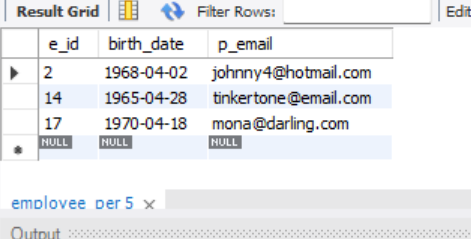 Result Grid Filter Rows: Edit
e_id birth_date p_email
2 1968-04-02 johnny4@hotmail.com
14 1965-04-28 tinkertone@email.com
17 1970-04-18 mona@darling.com
NULL NULL NULL
employee_per 5 ×
Output